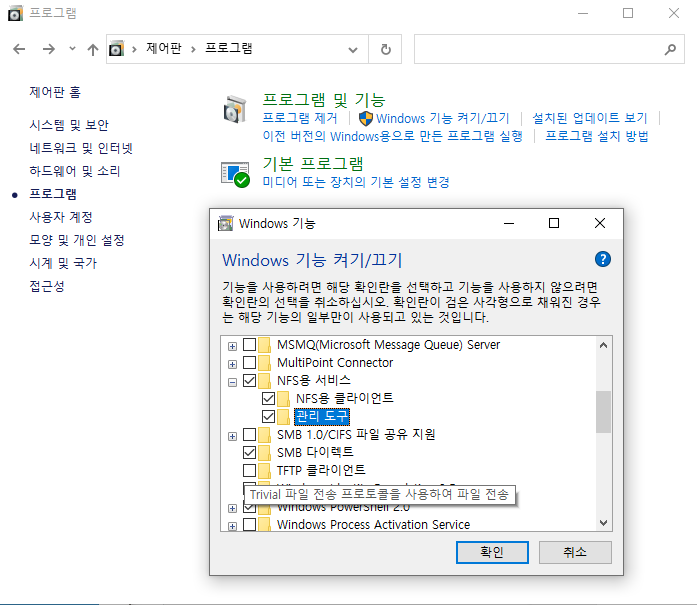 프로그램
제어판 > 프로그램
제어판 홈
시스템 및 보안
네트워크 및 인터넷
하드웨어 및 소리
프로그램
사용자 계정
모양 및 개인 설정
시계 및 국가
접근성
프로그램 및 기능
프로그램 제거 Windows 기능 켜기/끄기 설치된 업데이트 보기
이전 버전의 Windows용으로 만든 프로그램 실행 프로그램 설치 방법
기본 프로그램
미디어 또는 장치의 기본 설정 변경
Windows 기능
Windows 기능 켜기/끄기
기능을 사용하려면 해당 확인란을 선택하고 기능을 사용하지 않으려면
확인란의 선택을 취소하십시오. 확인란이 검은 사각형으로 채워진 경우
는 해당 기능의 일부만이 사용되고 있는 것입니다.
MSMQ(Microsoft Message Queue) Server
MultiPoint Connector
NFS용 서비스
NFS용 클라이언트
관리 도구
SMB 1.0/CIFS 파일 공유 지원
SMB 다이렉트
TFTP 클라이언트
Trivial 파일 전송 프로토콜을 사용하여 파일 전송
Windows PowerShell 2.0
Windows Process Activation Service
확인 취소